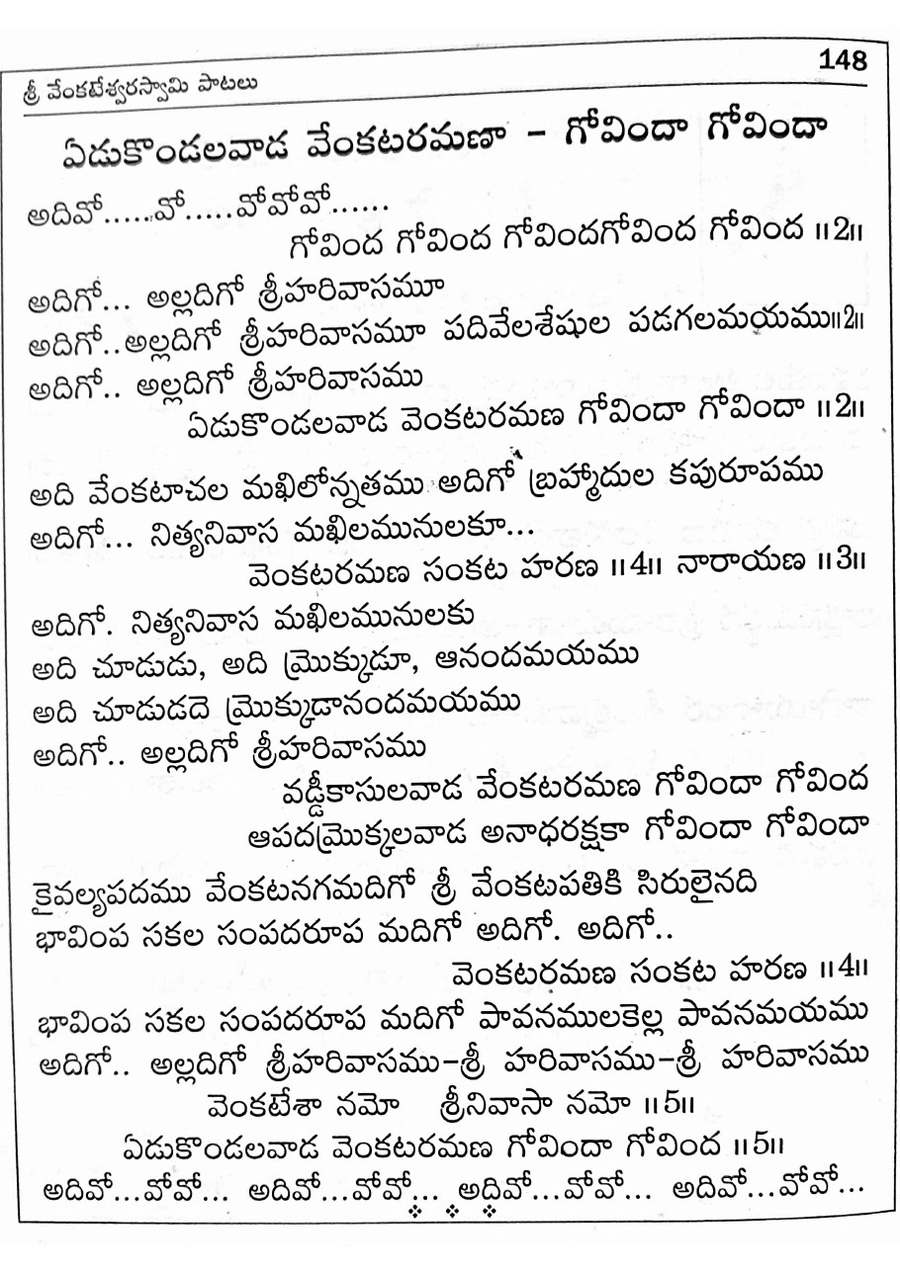 148
శ్రీ వేంకటేశ్వరస్వామి పాటలు
ఏడుకొండలవాడ వేంకటరమణా - గోవిందా గోవిందా
అదివో.....వో.....వోవోవో......
గోవింద గోవింద గోవిందగోవింద గోవింద ॥2॥
అదిగో... అల్లదిగో శ్రీహరివాసమూ
అదిగో..అల్లదిగో శ్రీహరివాసమూ పదివేలశేషుల పడగలమయము॥2॥
అదిగో.. అల్లదిగో శ్రీహరివాసము
ఏడుకొండలవాడ వెంకటరమణ గోవిందా గోవిందా ॥2॥
అది వేంకటాచల మఖిలోన్నతము అదిగో బ్రహ్మాదుల కపురూపము
అదిగో... నిత్యనివాస మఖిలమునులకూ...
వెంకటరమణ సంకట హరణ ॥4॥ నారాయణ ॥3॥
అదిగో. నిత్యనివాస మఖిలమునులకు
అది చూడుడు, అది మ్రొక్కుడూ, ఆనందమయము
అది చూడుడదె మ్రొక్కుడానందమయము
అదిగో.. అల్లదిగో శ్రీహరివాసము
వడ్డీకాసులవాడ వేంకటరమణ గోవిందా గోవింద
ఆపదమ్రొక్కలవాడ అనాధరక్షకా గోవిందా గోవిందా
కైవల్యపదము వేంకటనగమదిగో శ్రీ వేంకటపతికి సిరులైనది
భావింప సకల సంపదరూప మదిగో అదిగో. అదిగో..
వెంకటరమణ సంకట హరణ ॥4॥
భావింప సకల సంపదరూప మదిగో పావనములకెల్ల పావనమయము
అదిగో.. అల్లదిగో శ్రీహరివాసము-శ్రీ హరివాసము-శ్రీ హరివాసము
వెంకటేశా నమో శ్రీనివాసా నమో ॥5॥
ఏడుకొండలవాడ వెంకటరమణ గోవిందా గోవింద ॥5॥
అదివో...వోవో... అదివో...వోవో... అదివో...వోవో... అదివో...వోవో...